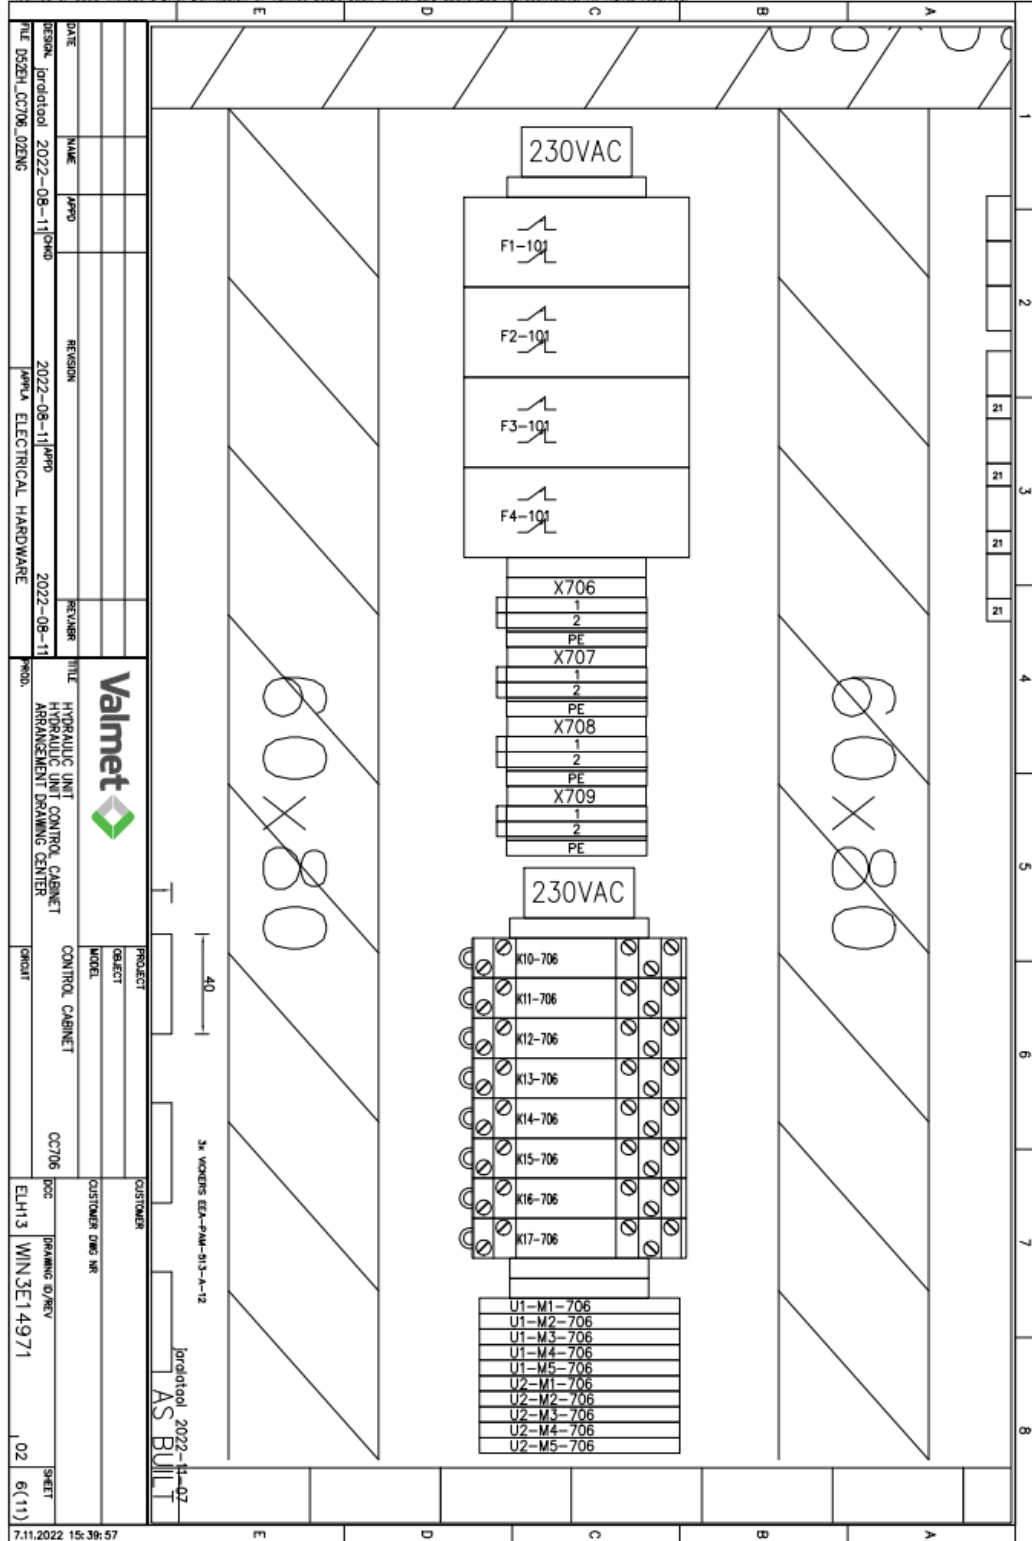 E D C B A
1
2
3
4
5
6
7
8
230VAC
F1-101
F2-101
F3-101
F4-101
X706
1
2
PE
X707
1
2
PE
X708
1
2
PE
X709
1
2
PE
230VAC
K10-706
K11-706
K12-706
K13-706
K14-706
K15-706
K16-706
K17-706
U1-M1-706
U1-M2-706
U1-M3-706
U1-M4-706
U1-M5-706
U2-M1-706
U2-M2-706
U2-M3-706
U2-M4-706
U2-M5-706
60X80
60X80
21
21
21
21
40
3x VICKERS EEA-PAM-513-A-12
jaralataol 2022-11-07
AS BUILT
DATE NAME APPD REVISION REV.NBR
DESIGN. jaralataol 2022-08-11 CHKD 2022-08-11 APPD 2022-08-11
FILE D52EH_CC706_02ENG APPL'A ELECTRICAL HARDWARE
Valmet
TITLE HYDRAULIC UNIT
HYDRAULIC UNIT CONTROL CABINET
ARRANGEMENT DRAWING CENTER
PROD.
PROJECT
OBJECT
MODEL
CONTROL CABINET CC706
CIRCUIT
CUSTOMER
CUSTOMER DWG NR
DOC DRAWING ID/REV SHEET
ELH13 WIN3E14971 02 6(11)
7.11.2022 15:39:57
E D C B A